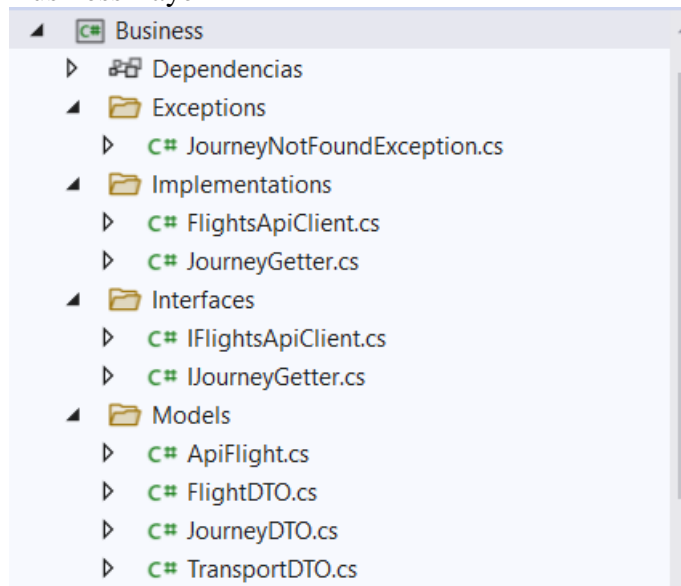 C# Business
Dependencias
Exceptions
C# JourneyNotFoundException.cs
Implementations
C# FlightsApiClient.cs
C# JourneyGetter.cs
Interfaces
C# IFlightsApiClient.cs
C# IJourneyGetter.cs
Models
C# ApiFlight.cs
C# FlightDTO.cs
C# JourneyDTO.cs
C# TransportDTO.cs